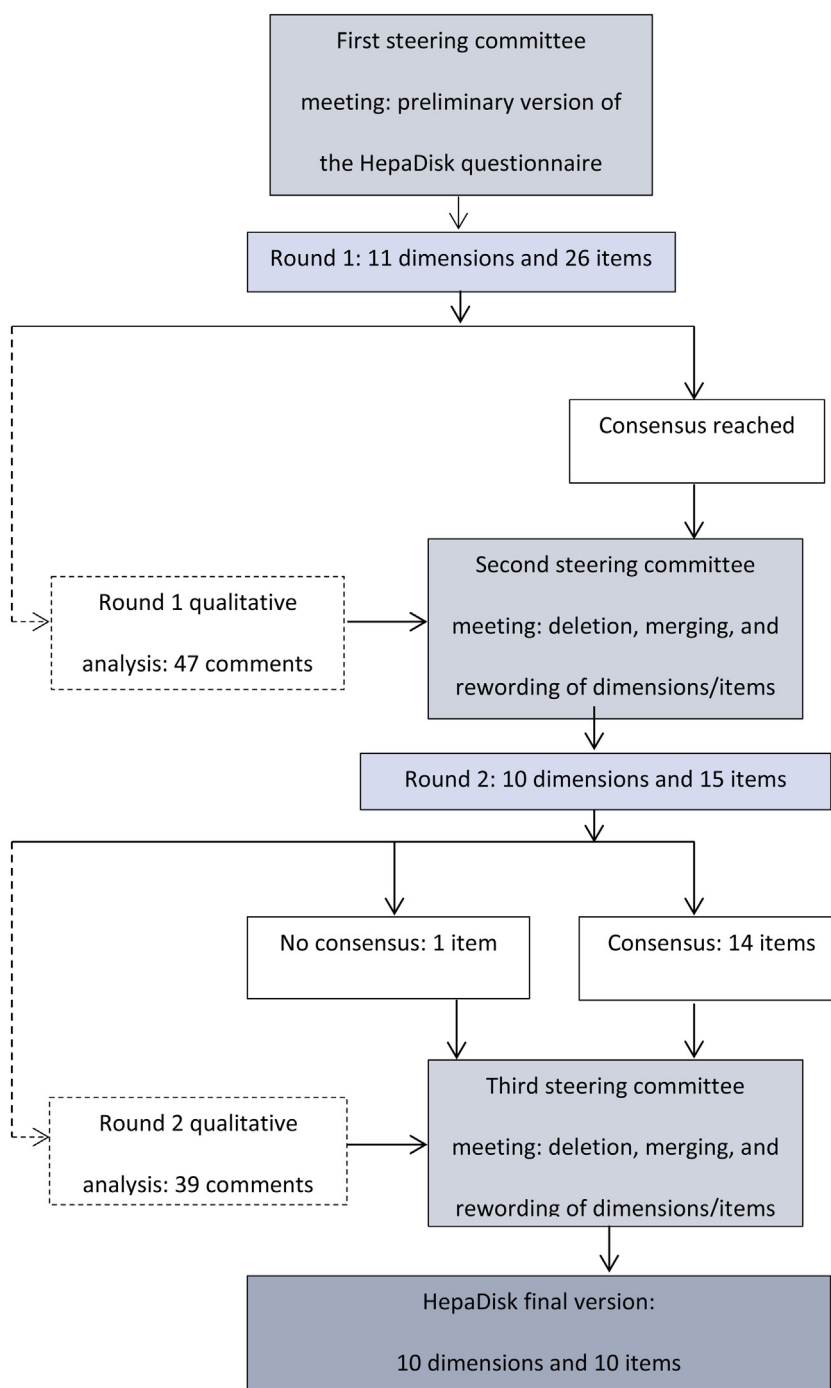 First steering committee
meeting: preliminary version of
the HepaDisk questionnaire
Round 1: 11 dimensions and 26 items
Consensus reached
Second steering committee
meeting: deletion, merging, and
rewording of dimensions/items
Round 1 qualitative
analysis: 47 comments
Round 2: 10 dimensions and 15 items
No consensus: 1 item
Consensus: 14 items
Third steering committee
meeting: deletion, merging, and
rewording of dimensions/items
Round 2 qualitative
analysis: 39 comments
HepaDisk final version:
10 dimensions and 10 items